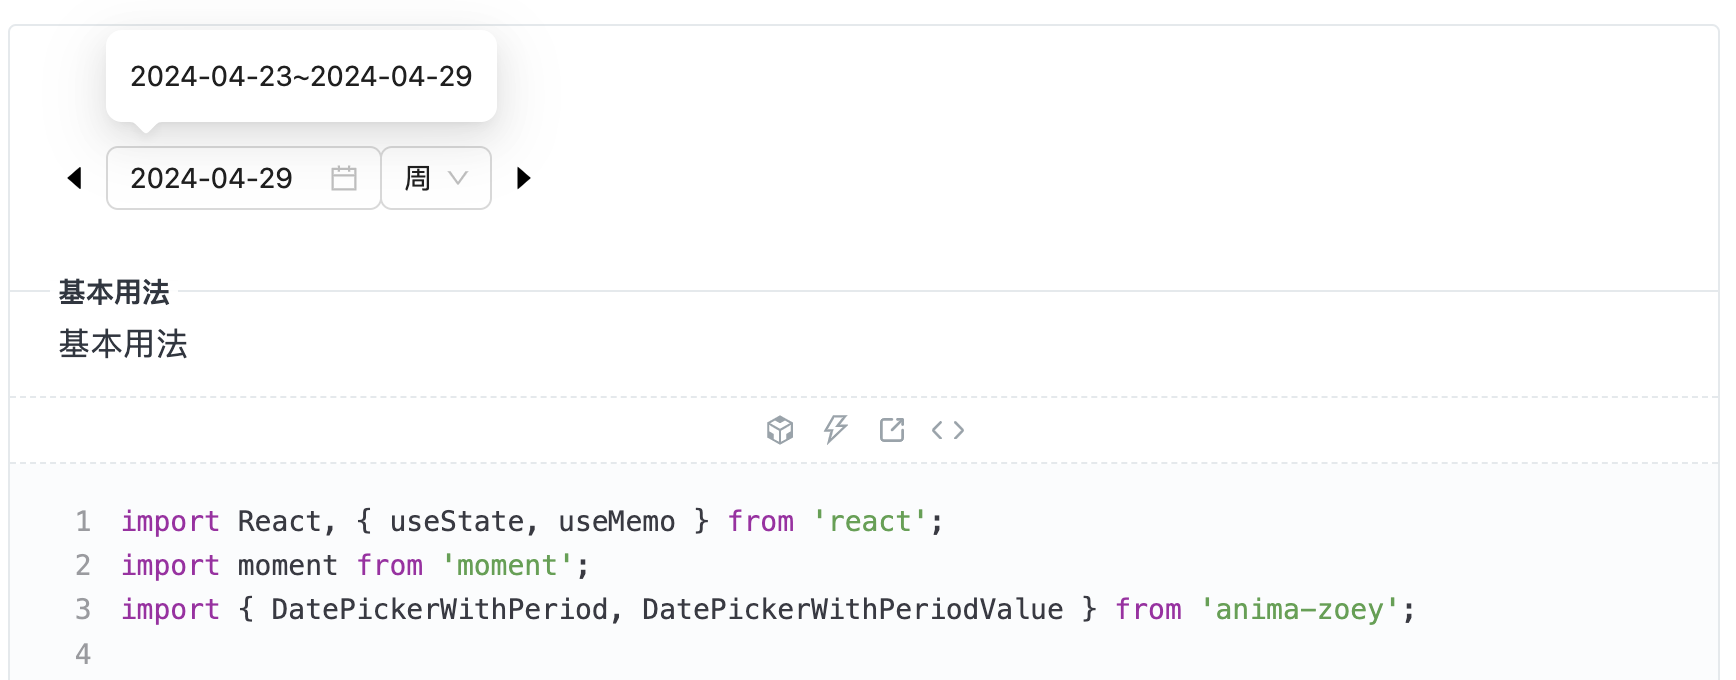 2024-04-23~2024-04-29
2024-04-29 周
基本用法
基本用法
1 import React, { useState, useMemo } from 'react';
2 import moment from 'moment';
3 import { DatePickerWithPeriod, DatePickerWithPeriodValue } from 'anima-zoey';
4